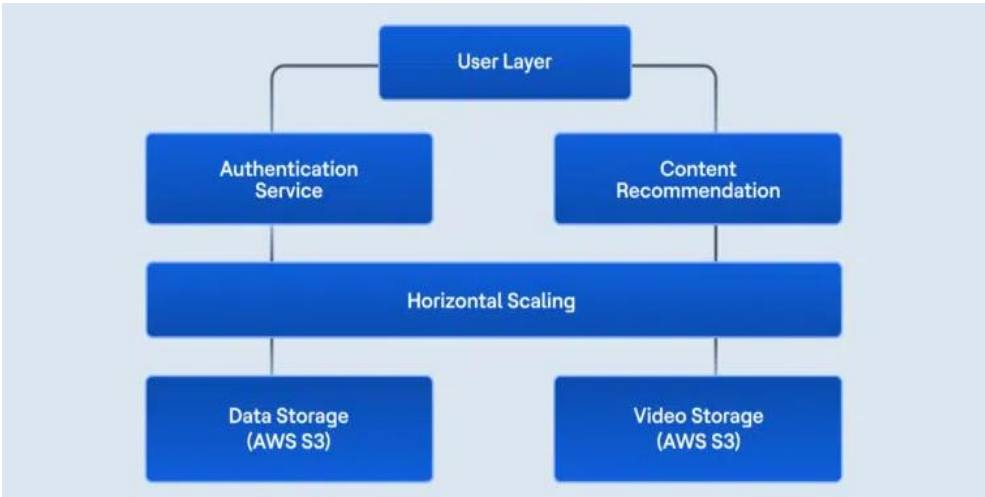 User Layer
Authentication
Service
Content
Recommendation
Horizontal Scaling
Data Storage
(AWS S3)
Video Storage
(AWS S3)